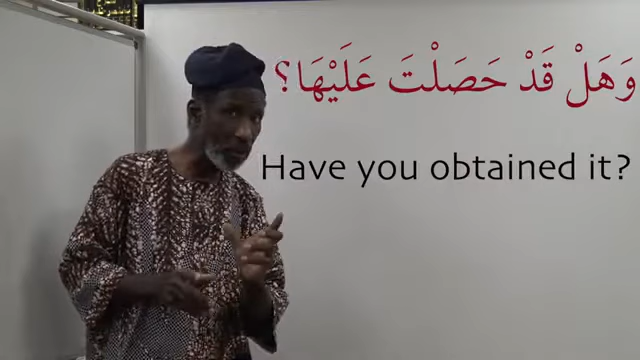 وَهَلْ قَدْ حَصَلْتَ عَلَيْهَا؟
Have you obtained it?